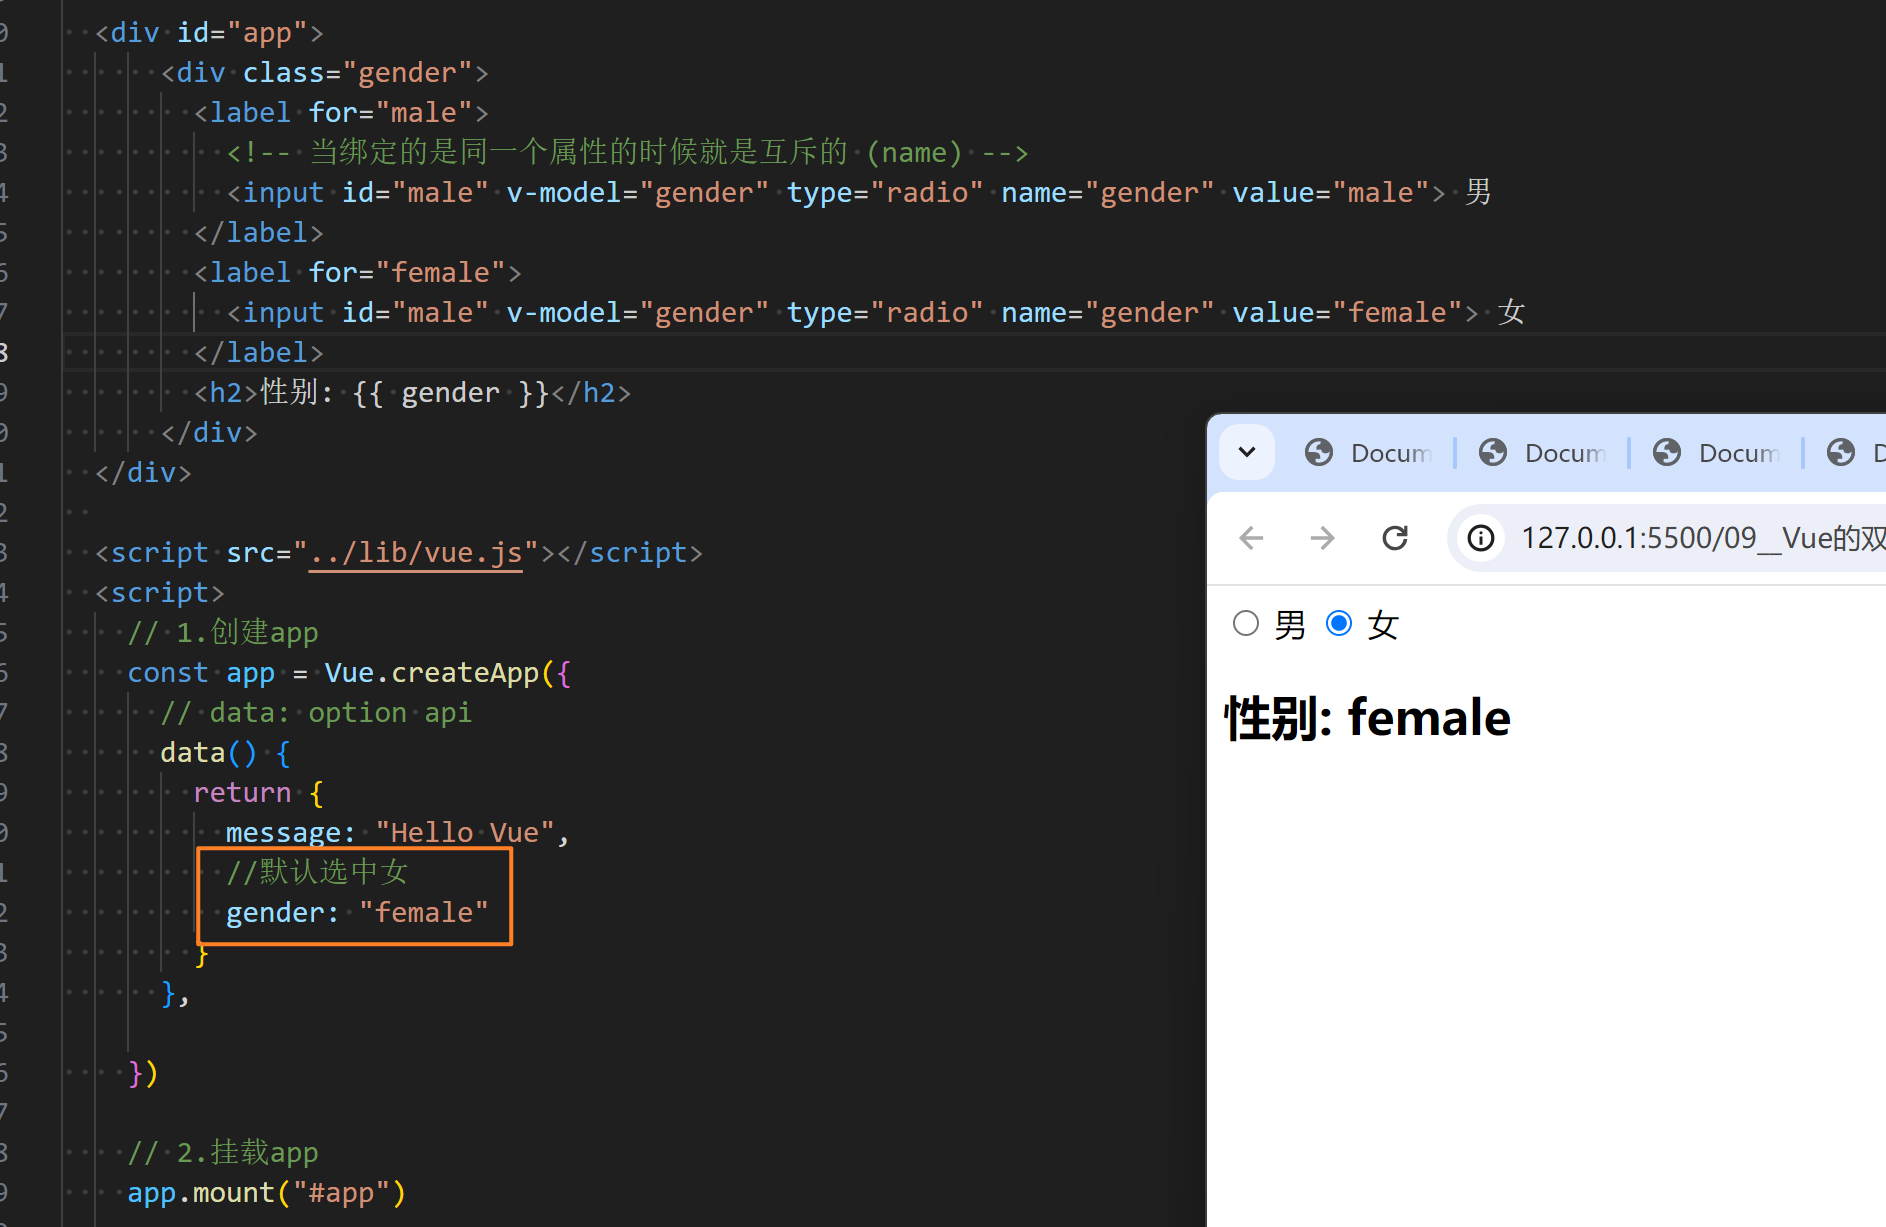 <div id="app">
<div class="gender">
<label for="male">
<!-- 当绑定的是同一个属性的时候就是互斥的 (name) -->
<input id="male" v-model="gender" type="radio" name="gender" value="male"> 男
</label>
<label for="female">
<input id="male" v-model="gender" type="radio" name="gender" value="female"> 女
</label>
<h2>性别: {{ gender }}</h2>
</div>
</div>
<script src="../lib/vue.js"></script>
<script>
// 1.创建app
const app = Vue.createApp({
// data: option api
data() {
return {
message: "Hello Vue",
//默认选中女
gender: "female"
}
},
})
// 2.挂载app
app.mount("#app")
Docum Docum Docum D
127.0.0.1:5500/09__Vue的双
男 女
性别: female